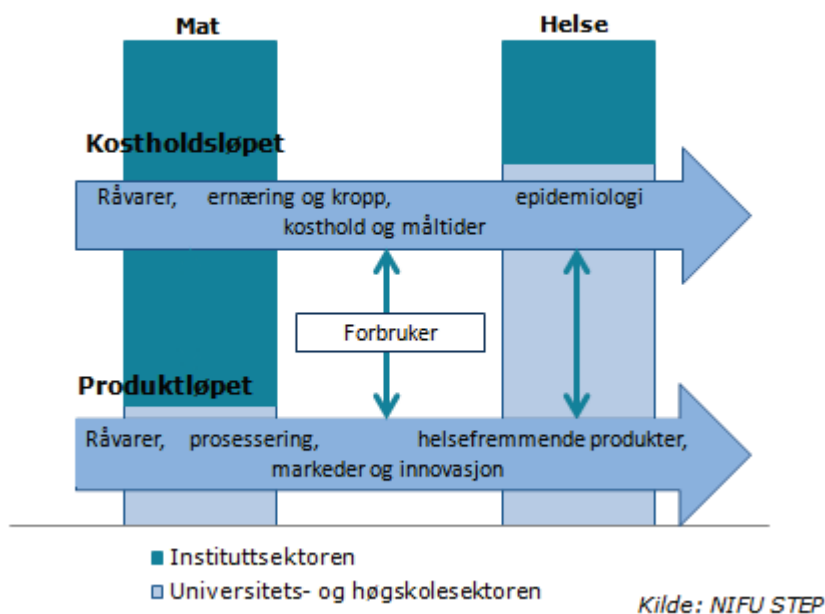 Mat
Helse
Kostholdsløpet
Råvarer, ernæring og kropp, epidemiologi
kosthold og måltider
Forbruker
Produktløpet
Råvarer, prosessering, helsefremmende produkter,
markeder og innovasjon
Instituttsektoren
Universitets- og høgskolesektoren
Kilde: NIFU STEP